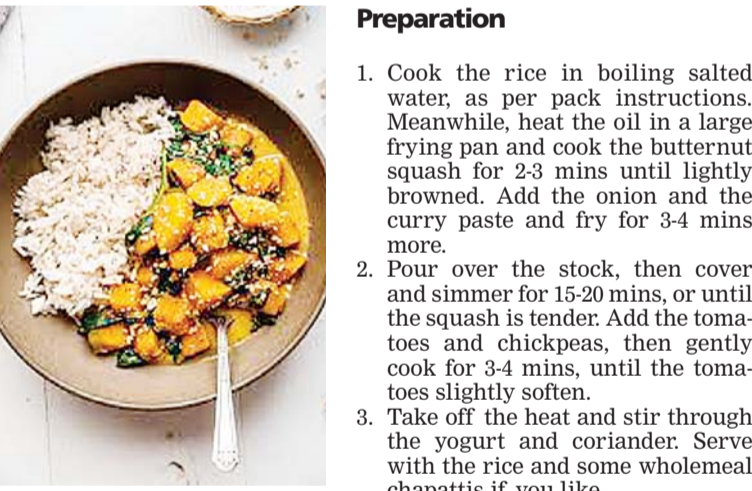 Preparation
1. Cook the rice in boiling salted
water, as per pack instructions.
Meanwhile, heat the oil in a large
frying pan and cook the butternut
squash for 2-3 mins until lightly
browned. Add the onion and the
curry paste and fry for 3-4 mins
more.
2. Pour over the stock, then cover
and simmer for 15-20 mins, or until
the squash is tender. Add the toma-
toes and chickpeas, then gently
cook for 3-4 mins, until the toma-
toes slightly soften.
3. Take off the heat and stir through
the yogurt and coriander. Serve
with the rice and some wholemeal
chapattis if you like.